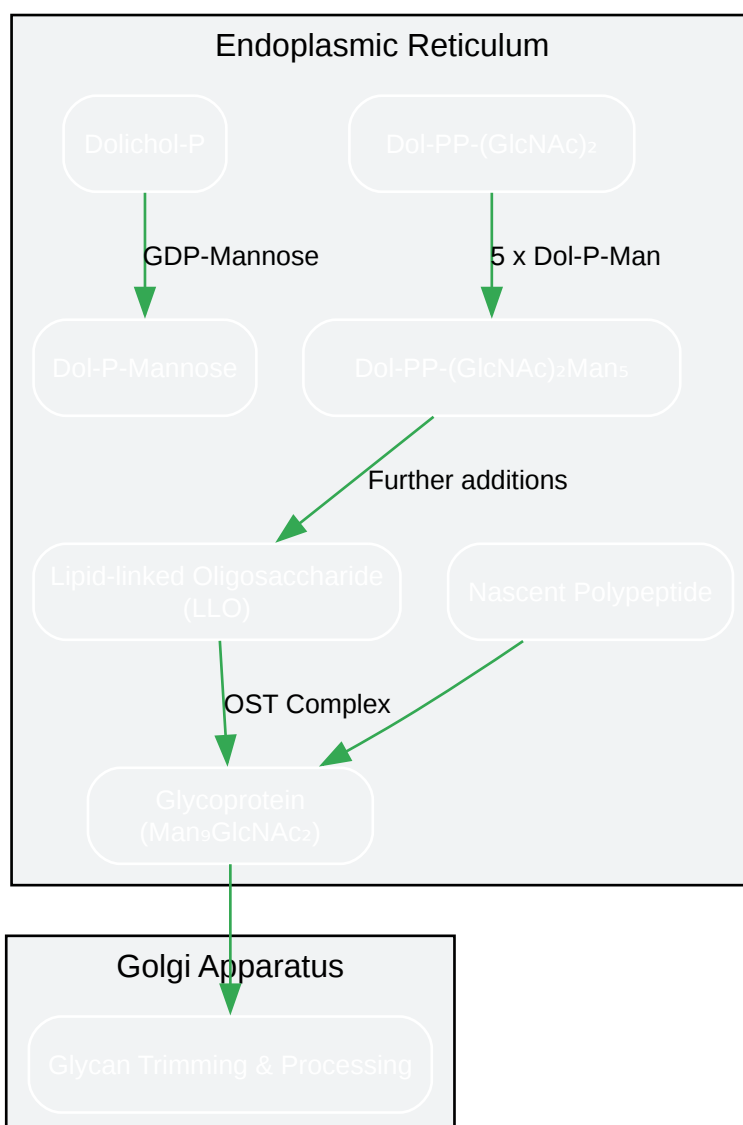 Endoplasmic Reticulum
Dolichol-P
Dol-PP-(GlcNAc)₂
GDP-Mannose
5 x Dol-P-Man
Dol-P-Mannose
Dol-PP-(GlcNAc)₂Man₅
Further additions
Lipid-linked Oligosaccharide
(LLO)
Nascent Polypeptide
OST Complex
Glycoprotein
(Man₉GlcNAc₂)
Golgi Apparatus
Glycan Trimming & Processing